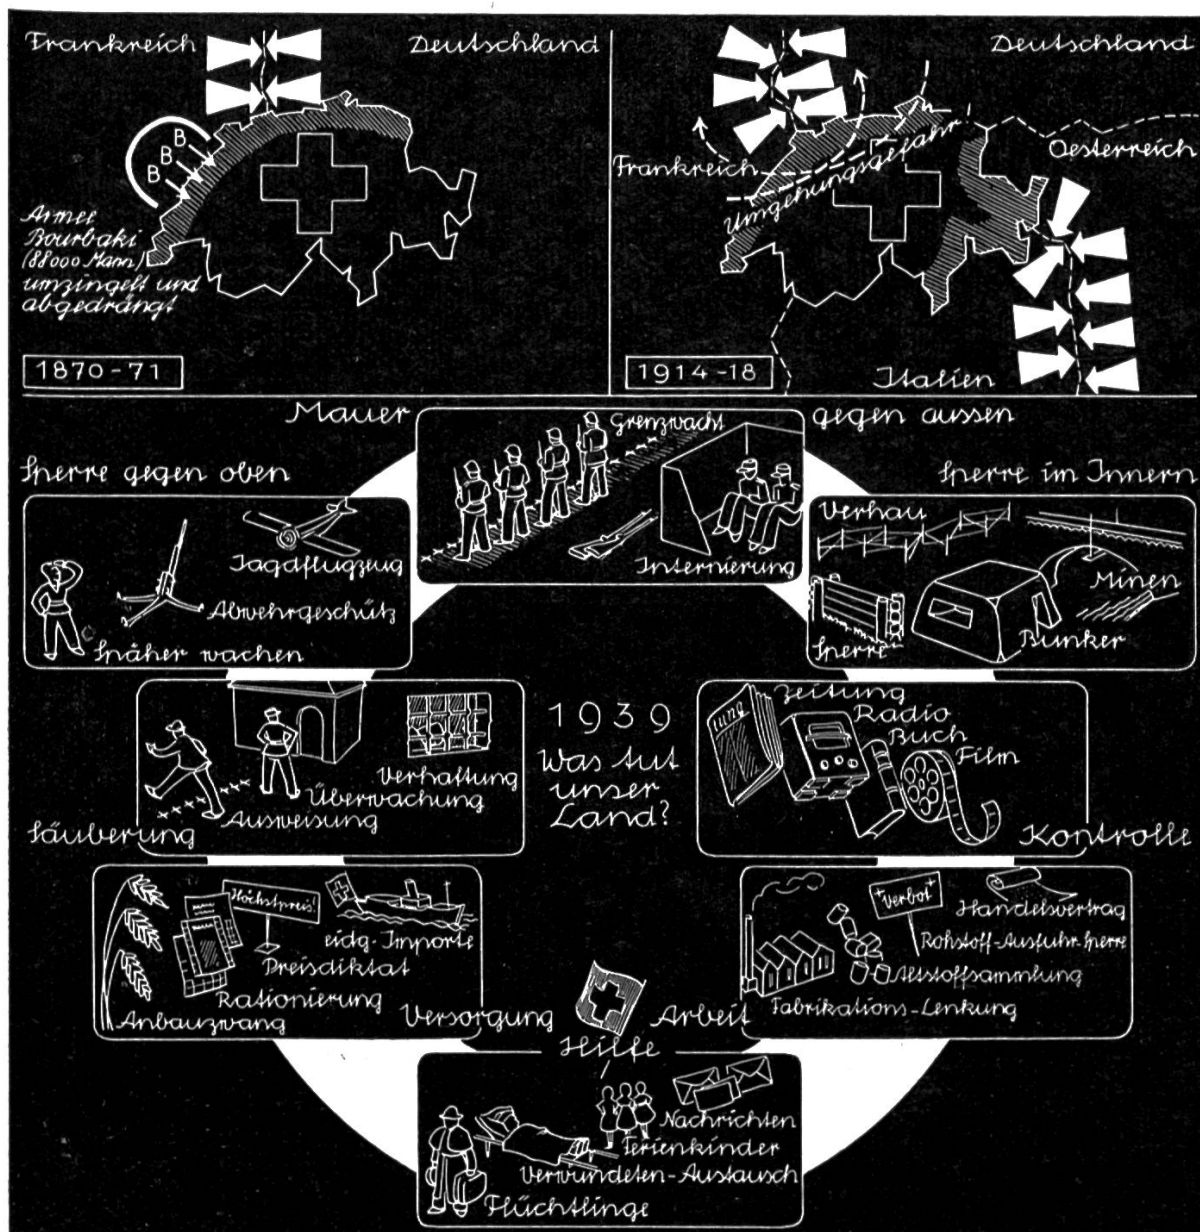 Frankreich
Deutschland
B
B
B
B
Armee
Bourbaki
(88000 Mann)
umzingelt und
abgedrängt
1870-71
Deutschland
Frankreich
Umgehungsgefahr
Oesterreich
Italien
1914-18
Mauer gegen aussen
Grenzwacht
Internierung
Sperre gegen oben
Jagdflugzeug
Abwehrgeschütz
Späher wachen
Sperre im Innern
Verhau
Minen
Bunker
Sperre
1939
Was tut
unser
Land?
Verhaftung
Überwachung
Ausweisung
Säuberung
tung
Zeitung
Radio
Buch
Film
Kontrolle
Höchstpreis!
eidg. Importe
Preisdiktat
Rationierung
Anbauzwang
Versorgung
+Verbot+
Handelsvertrag
Rohstoff-Ausfuhr Sperre
Altstoffsammlung
Fabrikations-Lenkung
Arbeit
Hilfe
Nachrichten
Ferienkinder
Verwundeten-Austausch
Flüchtlinge